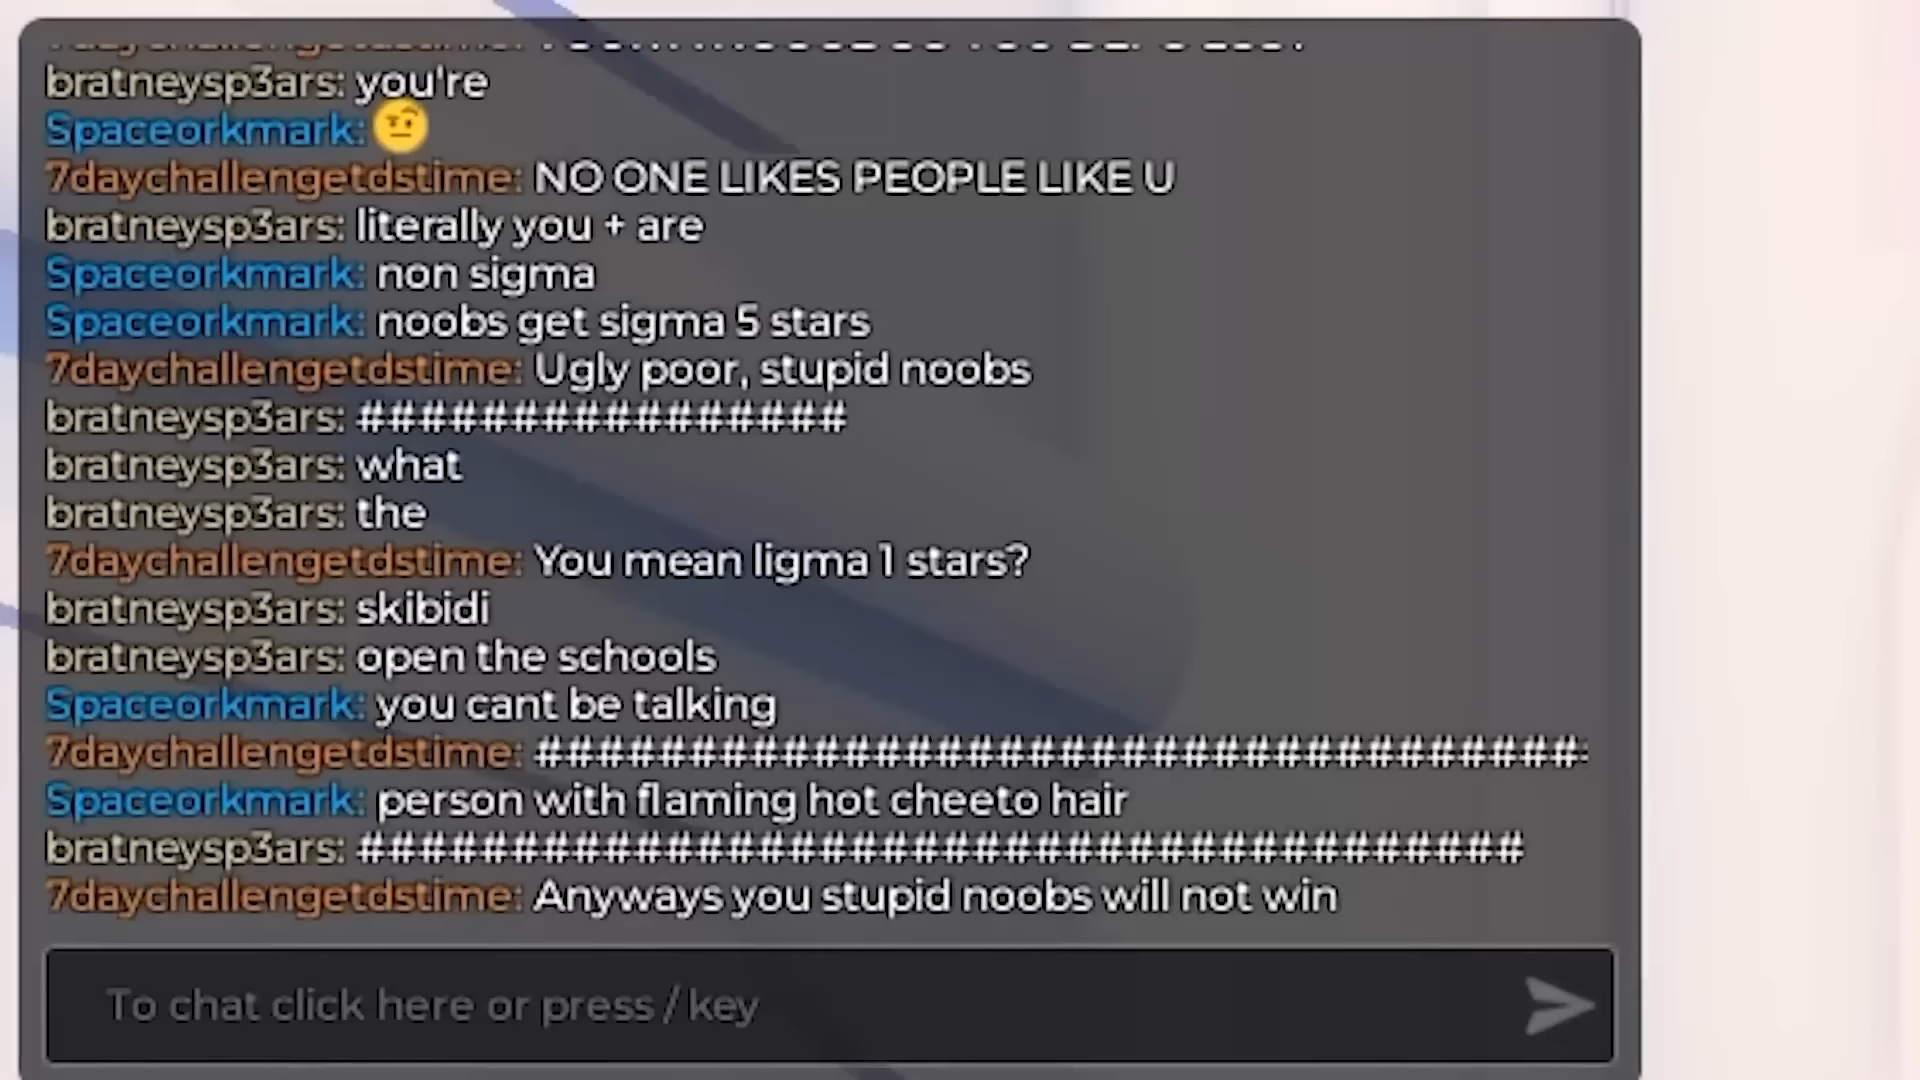 bratneysp3ars: you're
Spaceorkmark: 🤨
7daychallengetdstime: NO ONE LIKES PEOPLE LIKE U
bratneysp3ars: literally you + are
Spaceorkmark: non sigma
Spaceorkmark: noobs get sigma 5 stars
7daychallengetdstime: Ugly poor, stupid noobs
bratneysp3ars: ################
bratneysp3ars: what
bratneysp3ars: the
7daychallengetdstime: You mean ligma 1 stars?
bratneysp3ars: skibidi
bratneysp3ars: open the schools
Spaceorkmark: you cant be talking
7daychallengetdstime: ##################################
Spaceorkmark: person with flaming hot cheeto hair
bratneysp3ars: ######################################
7daychallengetdstime: Anyways you stupid noobs will not win
To chat click here or press / key